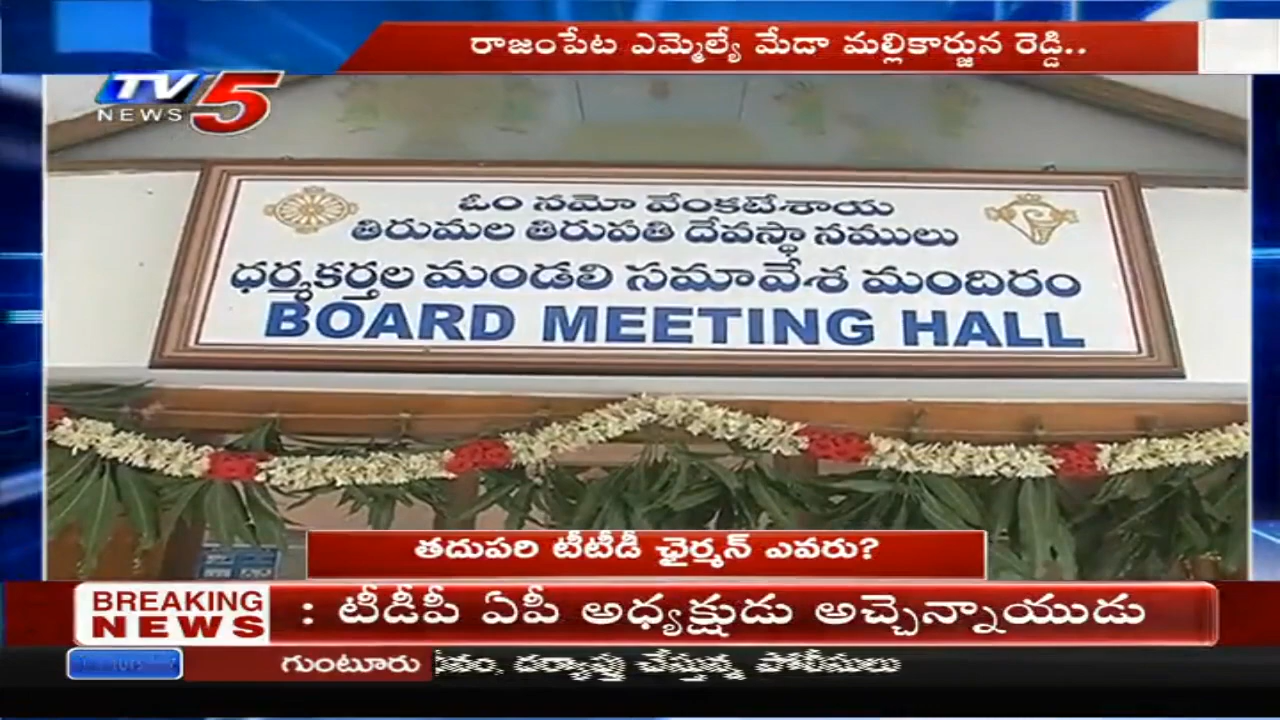 రాజంపేట ఎమ్మెల్యే మేడా మల్లికార్జున రెడ్డి..
TV5
NEWS
ఓం నమో వేంకటేశాయ
తిరుమల తిరుపతి దేవస్థానములు
ధర్మకర్తల మండలి సమావేశ మందిరం
BOARD MEETING HALL
తదుపరి టీటీడీ ఛైర్మన్ ఎవరు?
BREAKING NEWS : టీడీపీ ఏపీ అధ్యక్షుడు అచ్చెన్నాయుడు
గుంటూరు దర్యాప్తు చేస్తున్న పోలీసులు